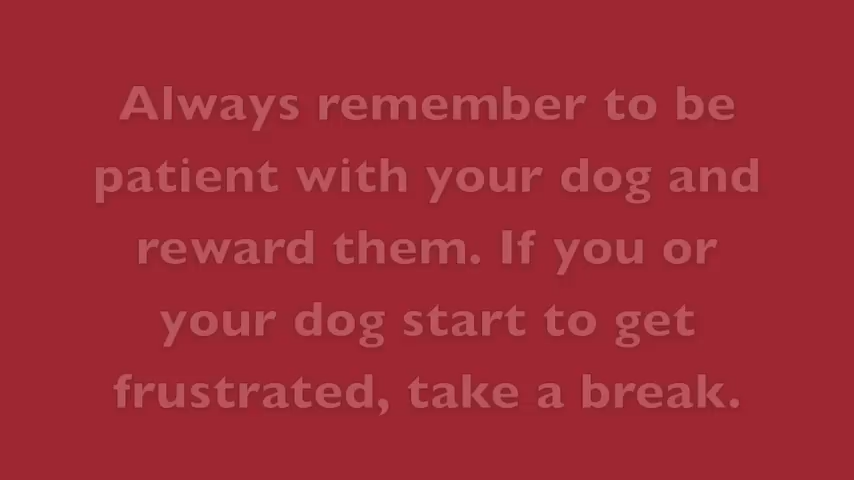 Always remember to be
patient with your dog and
reward them. If you or
your dog start to get
frustrated, take a break.